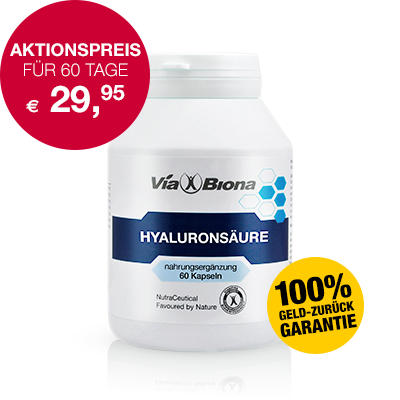 AKTIONSPREIS
FÜR 60 TAGE
€ 29,95
Vía Biona
HYALURONSÄURE
nahrungsergänzung
60 Kapseln
NutraCeutical
Favoured by Nature
100%
GELD-ZURÜCK
GARANTIE